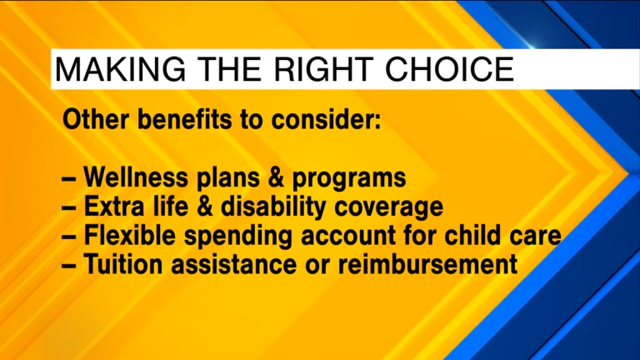 MAKING THE RIGHT CHOICE
Other benefits to consider:
– Wellness plans & programs
– Extra life & disability coverage
– Flexible spending account for child care
– Tuition assistance or reimbursement